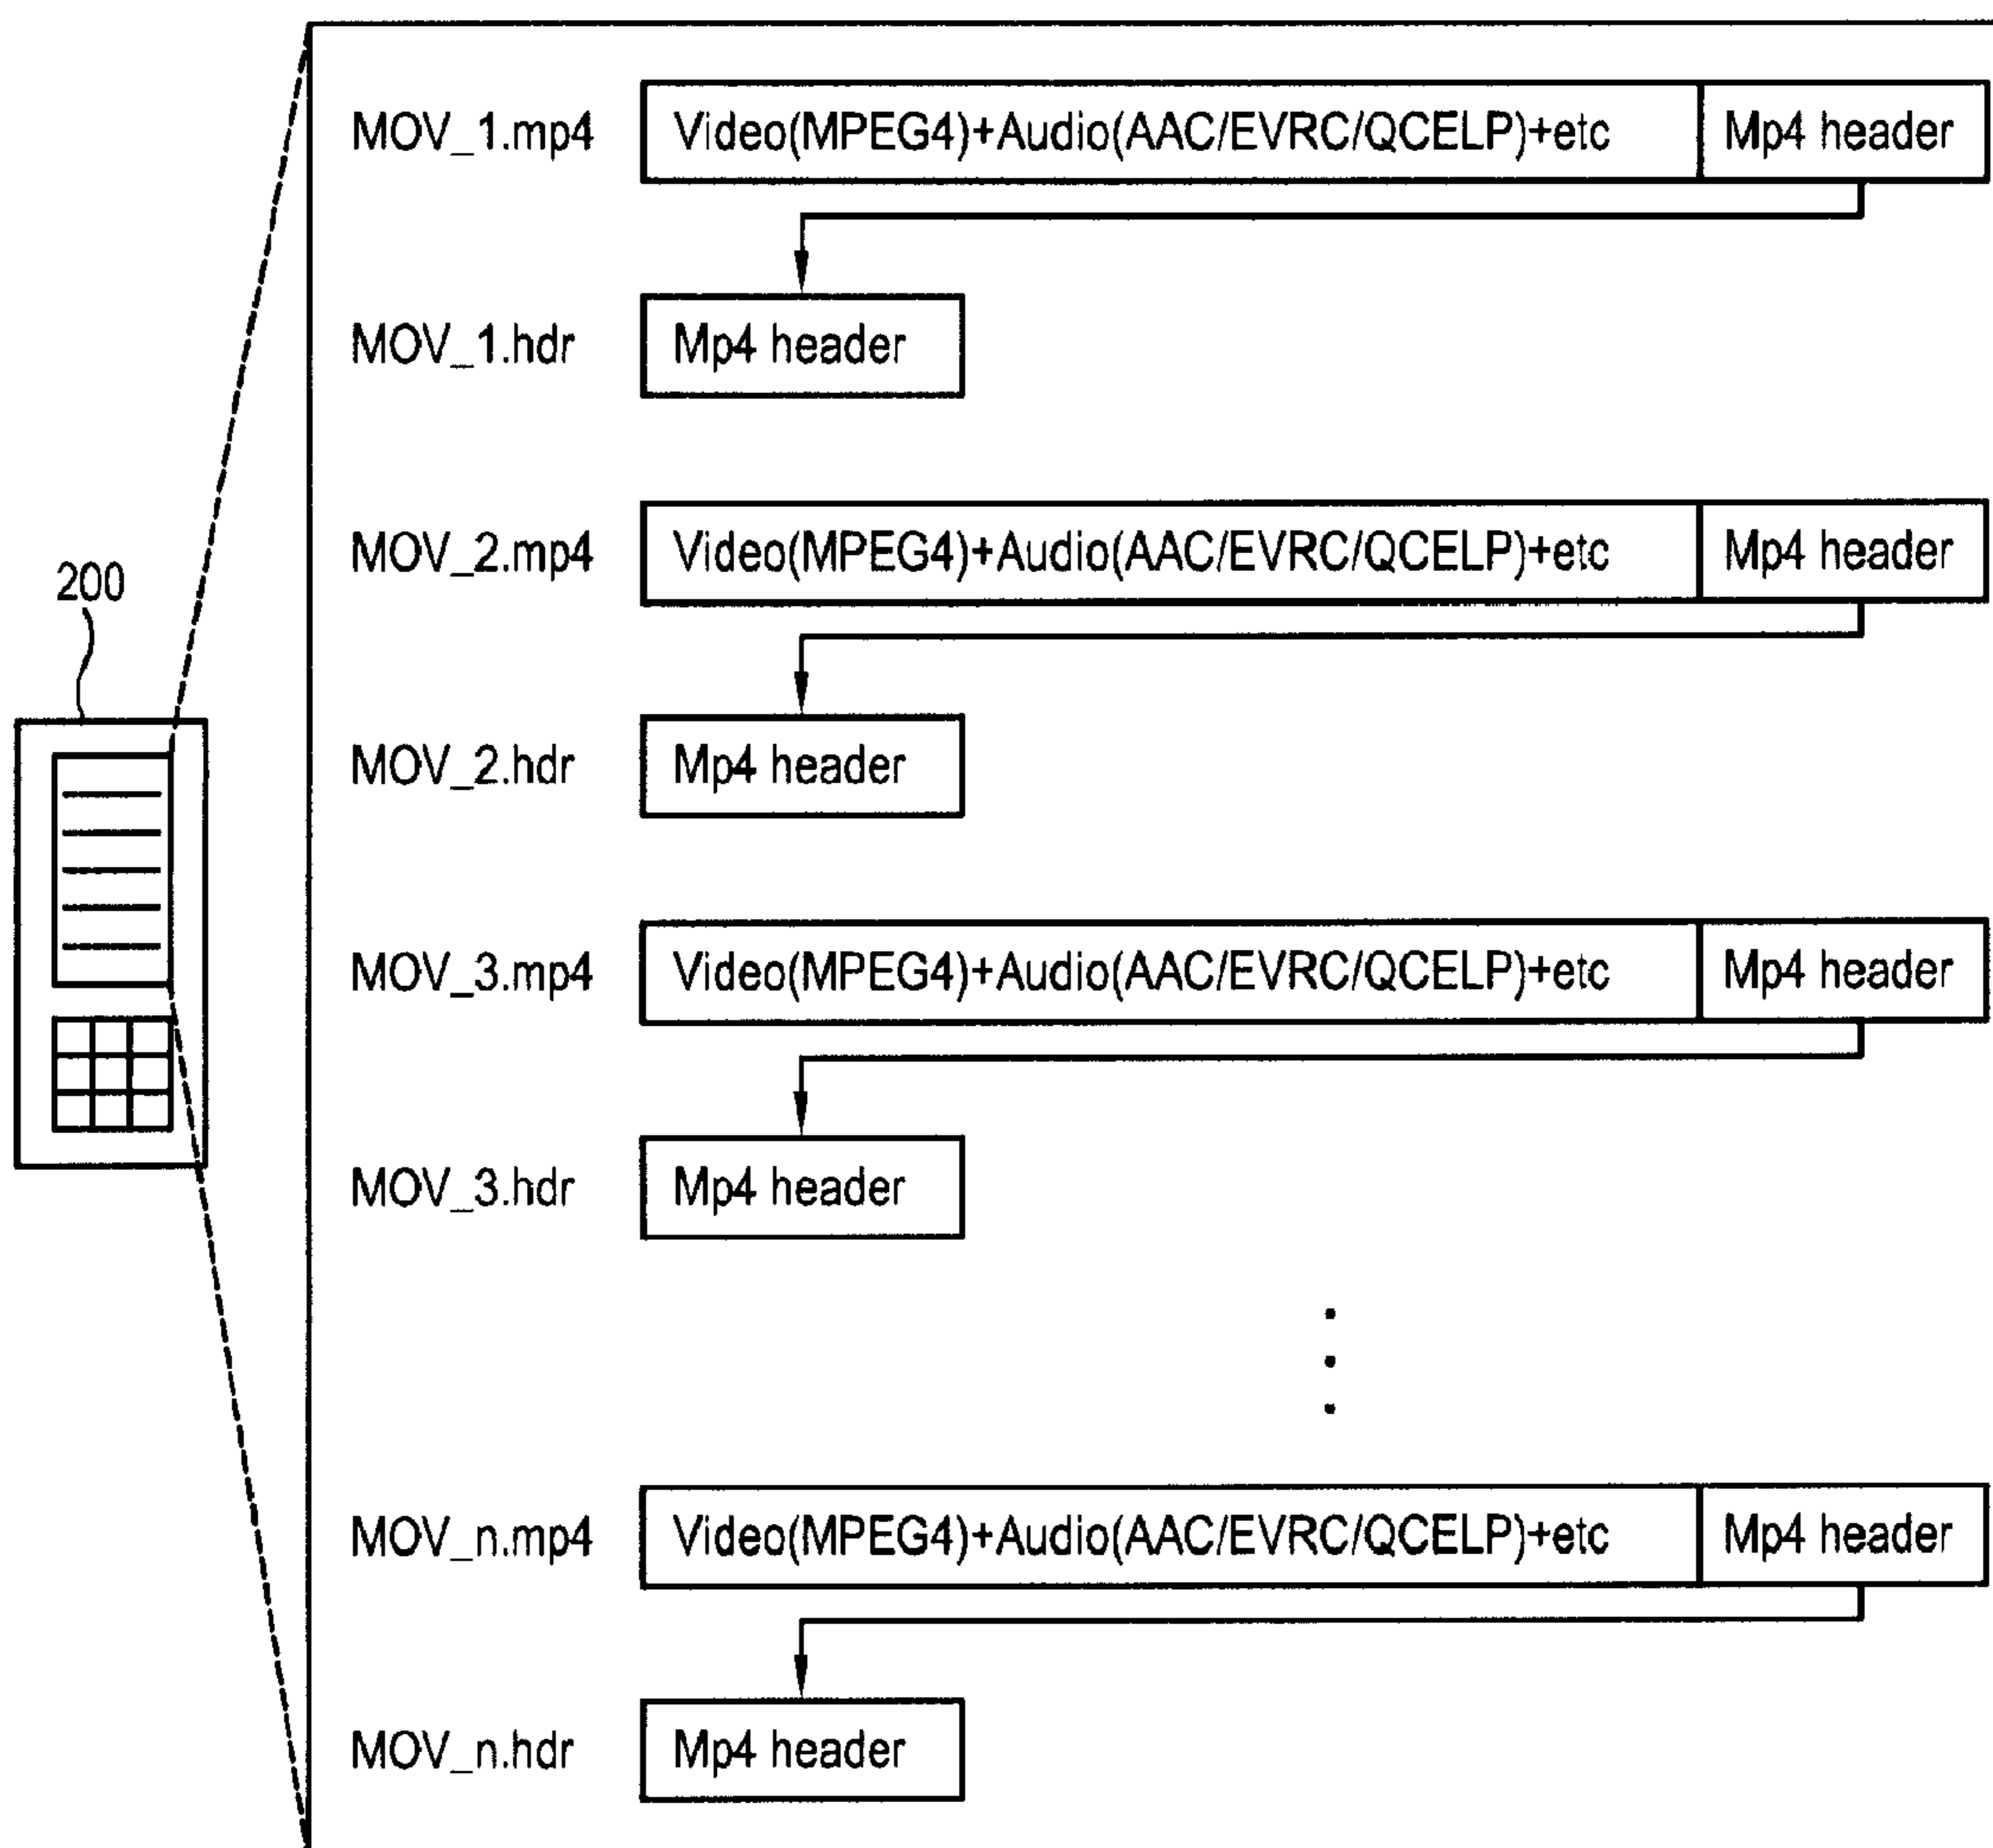 MOV_1.mp4 Video(MPEG4)+Audio(AAC/EVRC/QCELP)+etc Mp4 header
MOV_1.hdr Mp4 header
MOV_2.mp4 Video(MPEG4)+Audio(AAC/EVRC/QCELP)+etc Mp4 header
200
MOV_2.hdr Mp4 header
MOV_3.mp4 Video(MPEG4)+Audio(AAC/EVRC/QCELP)+etc Mp4 header
MOV_3.hdr Mp4 header
MOV_n.mp4 Video(MPEG4)+Audio(AAC/EVRC/QCELP)+etc Mp4 header
MOV_n.hdr Mp4 header